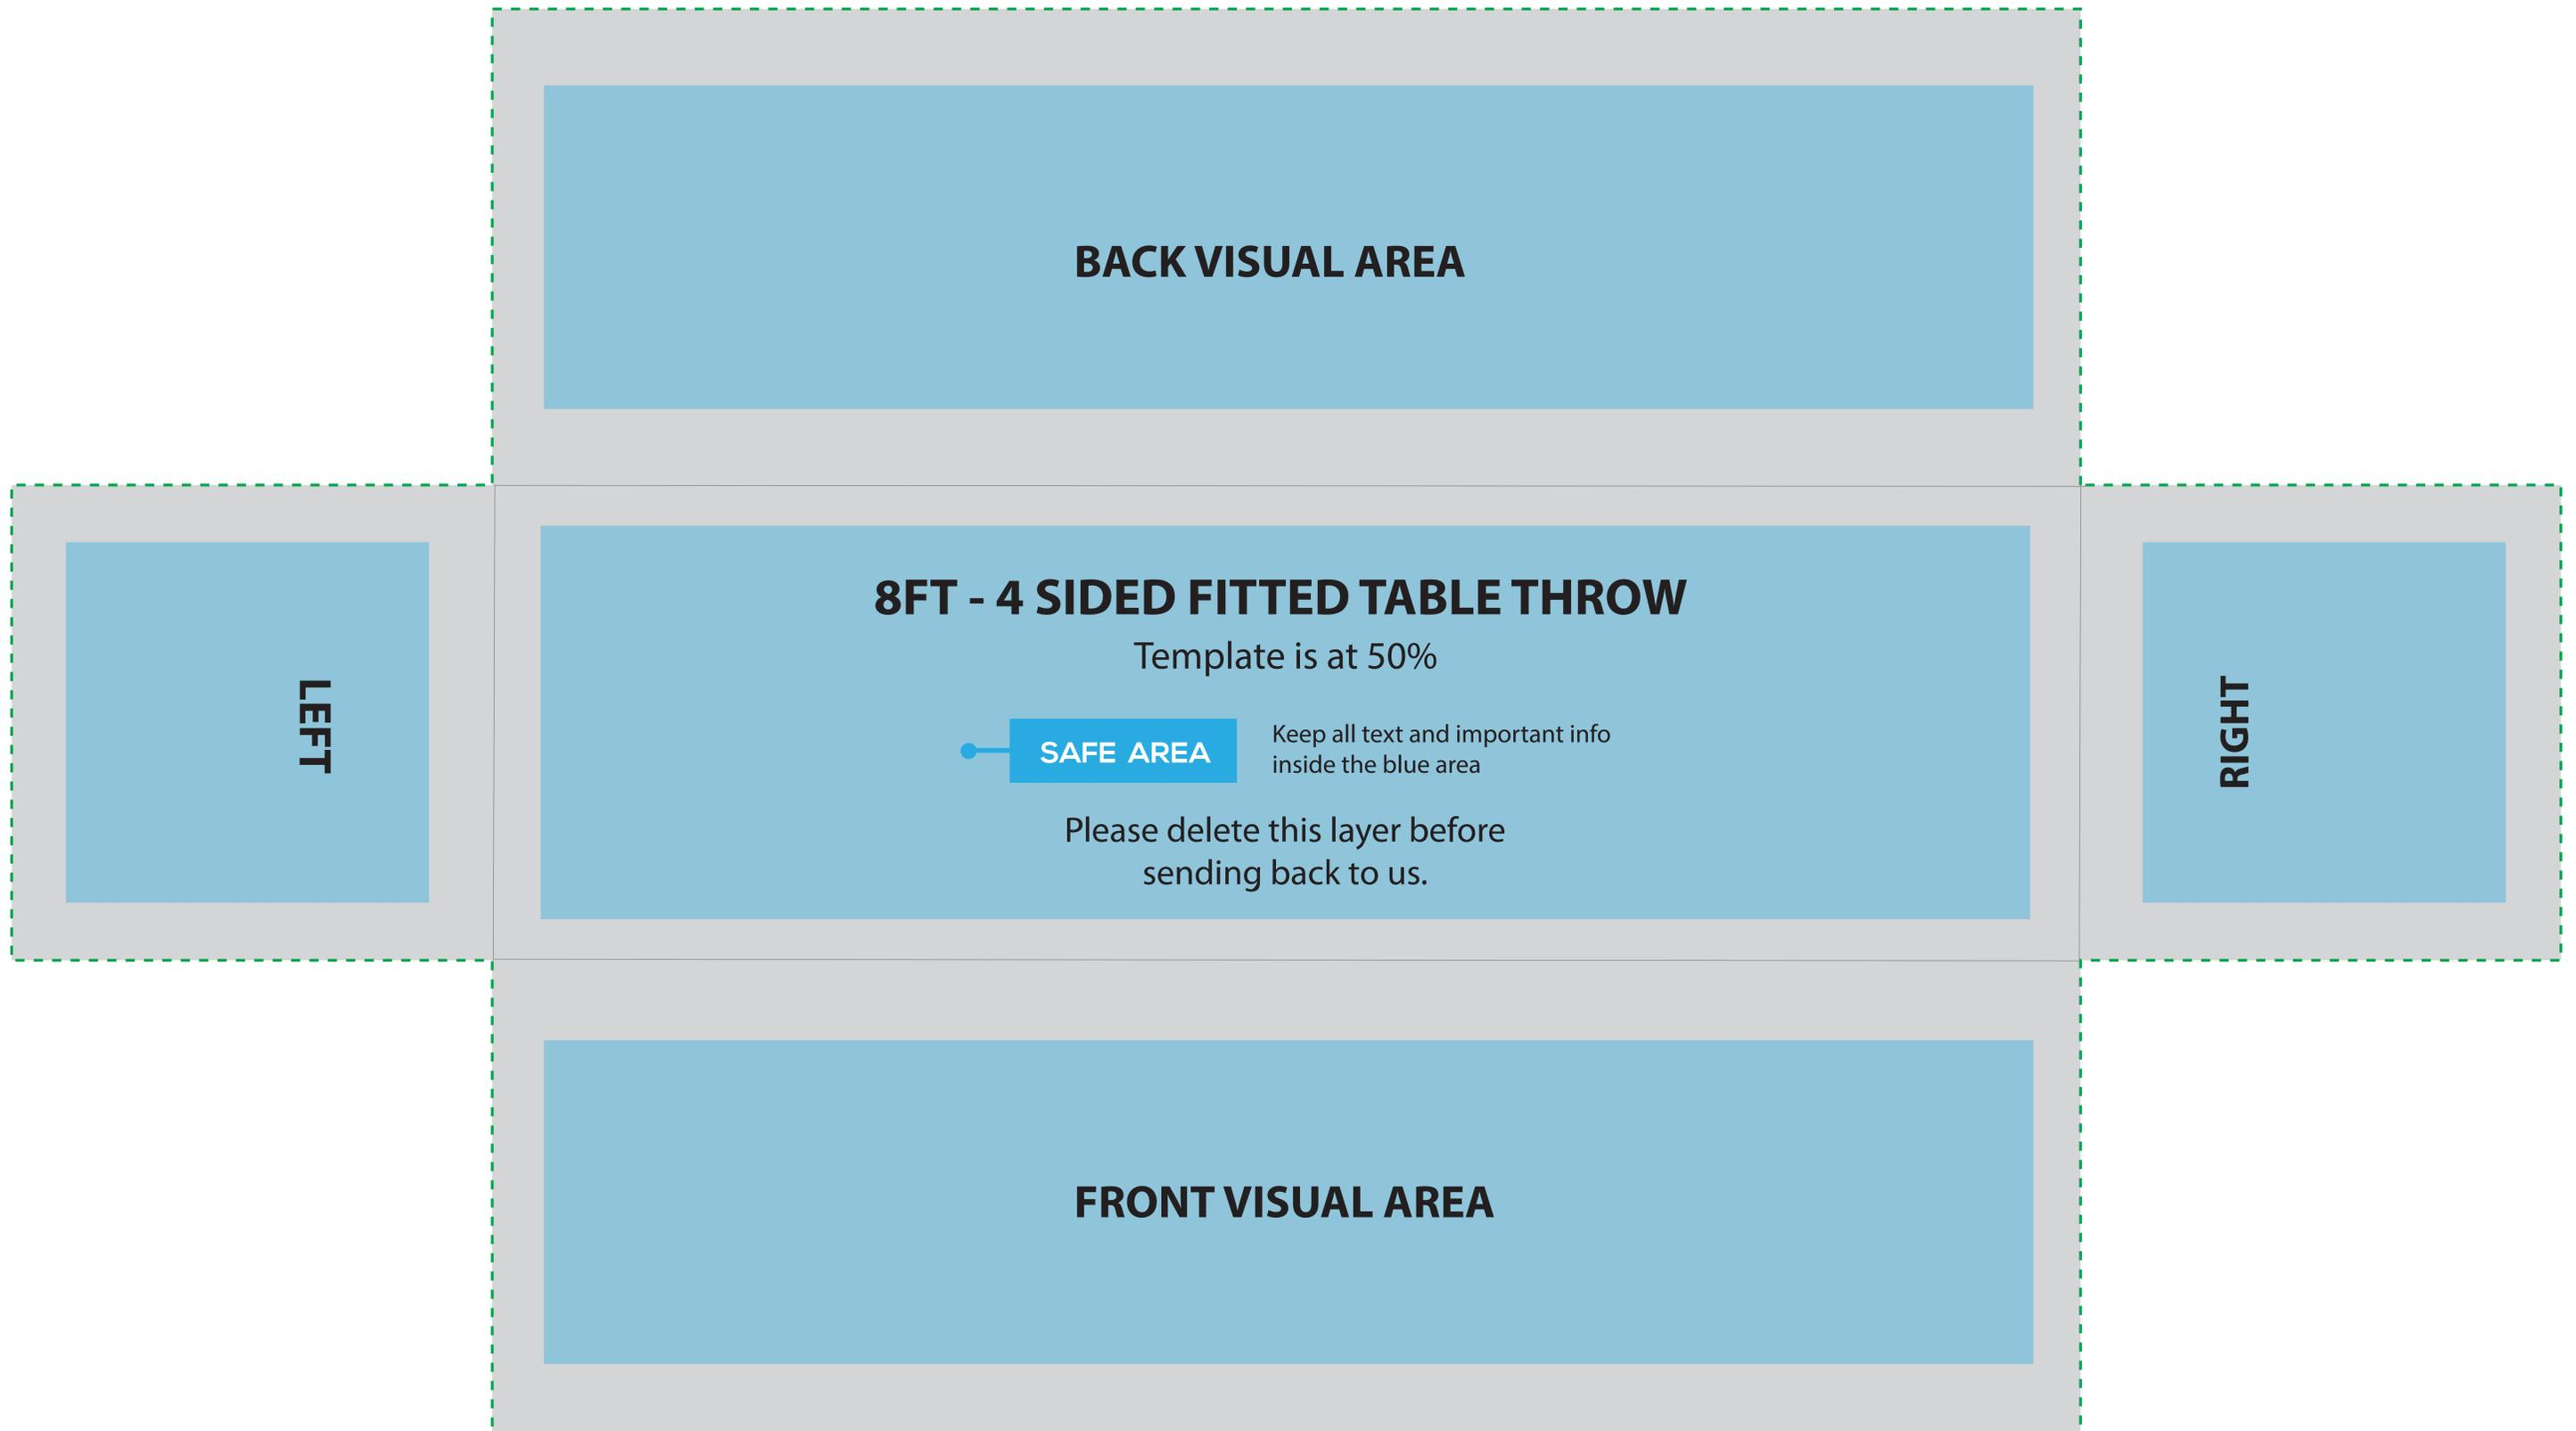 BACK VISUAL AREA
LEFT
8FT - 4 SIDED FITTED TABLE THROW
Template is at 50%
SAFE AREA
Keep all text and important info
inside the blue area
Please delete this layer before
sending back to us.
RIGHT
FRONT VISUAL AREA